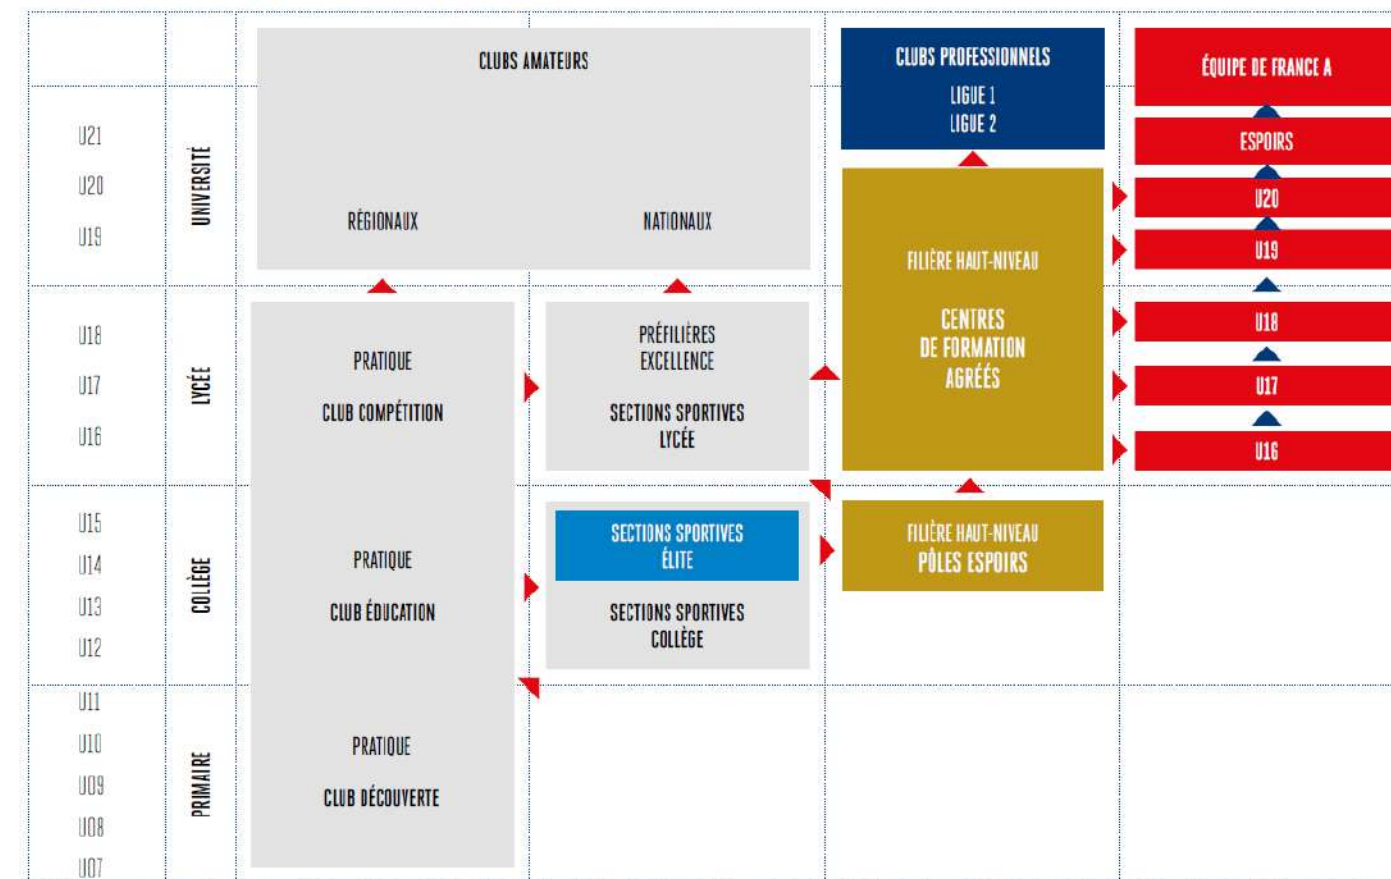 CLUBS AMATEURS
RÉGIONAUX
NATIONAUX
CLUBS PROFESSIONNELS
LIGUE 1
LIGUE 2
ÉQUIPE DE FRANCE A
ESPOIRS
U20
U19
U18
U17
U16
U21
U20
U19
UNIVERSITÉ
FILIÈRE HAUT-NIVEAU
CENTRES
DE FORMATION
AGRÉÉS
U18
U17
U16
LYCÉE
PRATIQUE
CLUB COMPÉTITION
PRÉFILIÈRES
EXCELLENCE
SECTIONS SPORTIVES
LYCÉE
U15
U14
U13
U12
COLLÈGE
PRATIQUE
CLUB ÉDUCATION
SECTIONS SPORTIVES
ÉLITE
SECTIONS SPORTIVES
COLLÈGE
FILIÈRE HAUT-NIVEAU
PÔLES ESPOIRS
U11
U10
U09
U08
U07
PRIMAIRE
PRATIQUE
CLUB DÉCOUVERTE